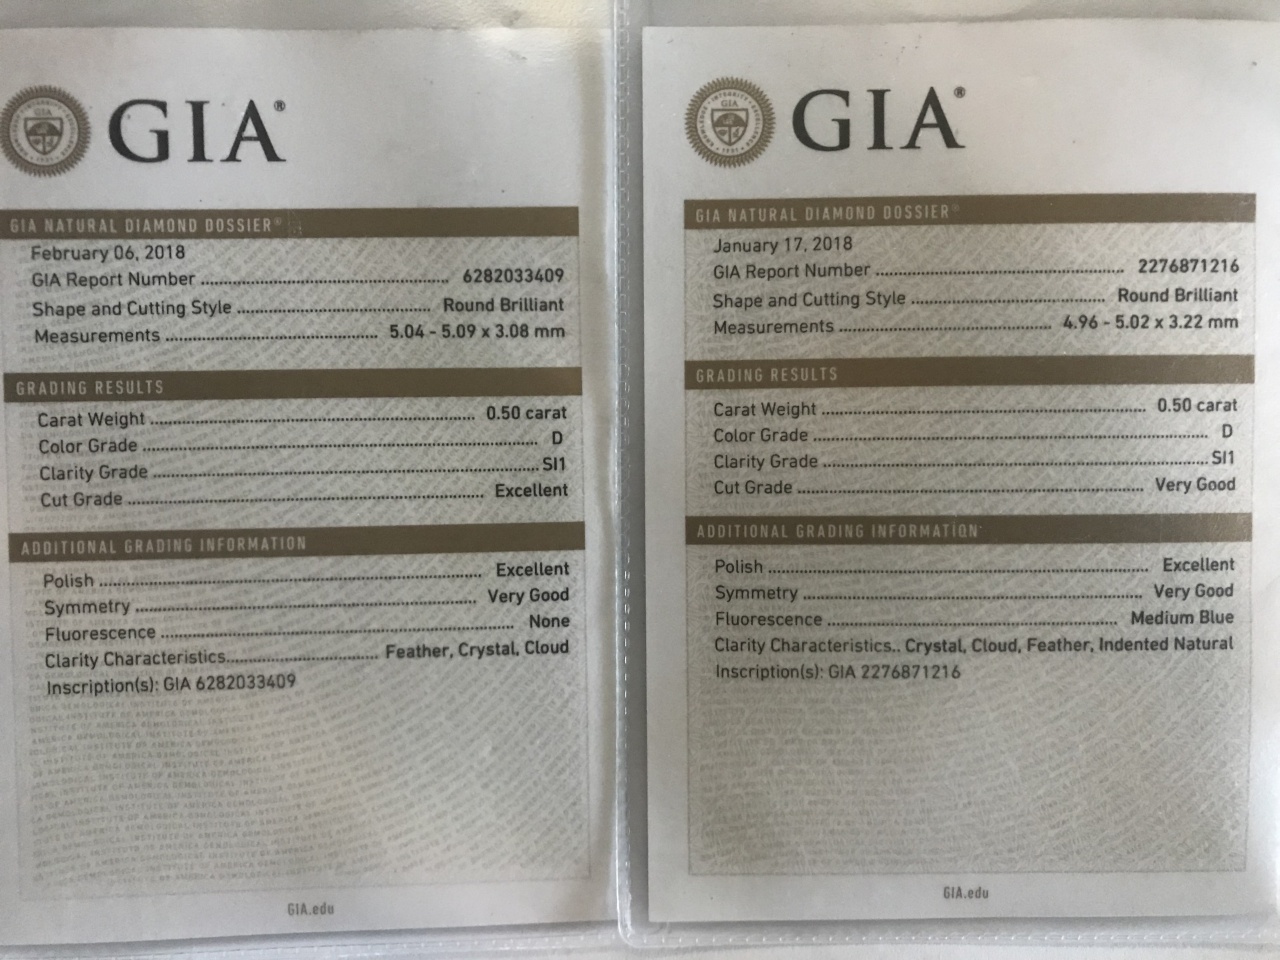 GIA®
GIA NATURAL DIAMOND DOSSIER®
February 06, 2018
GIA Report Number 6282033409
Shape and Cutting Style Round Brilliant
Measurements 5.04 - 5.09 x 3.08 mm
GRADING RESULTS
Carat Weight 0.50 carat
Color Grade D
Clarity Grade SI1
Cut Grade Excellent
ADDITIONAL GRADING INFORMATION
Polish Excellent
Symmetry Very Good
Fluorescence None
Clarity Characteristics Feather, Crystal, Cloud
Inscription(s): GIA 6282033409
GIA.edu
GIA®
GIA NATURAL DIAMOND DOSSIER®
January 17, 2018
GIA Report Number 2276871216
Shape and Cutting Style Round Brilliant
Measurements 4.96 - 5.02 x 3.22 mm
GRADING RESULTS
Carat Weight 0.50 carat
Color Grade D
Clarity Grade SI1
Cut Grade Very Good
ADDITIONAL GRADING INFORMATION
Polish Excellent
Symmetry Very Good
Fluorescence Medium Blue
Clarity Characteristics.. Crystal, Cloud, Feather, Indented Natural
Inscription(s): GIA 2276871216
GIA.edu